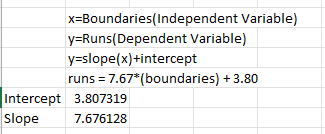 x=Boundaries(Independent Variable)
y=Runs(Dependent Variable)
y=slope(x)+intercept
runs = 7.67*(boundaries) + 3.80
Intercept 3.807319
Slope 7.676128